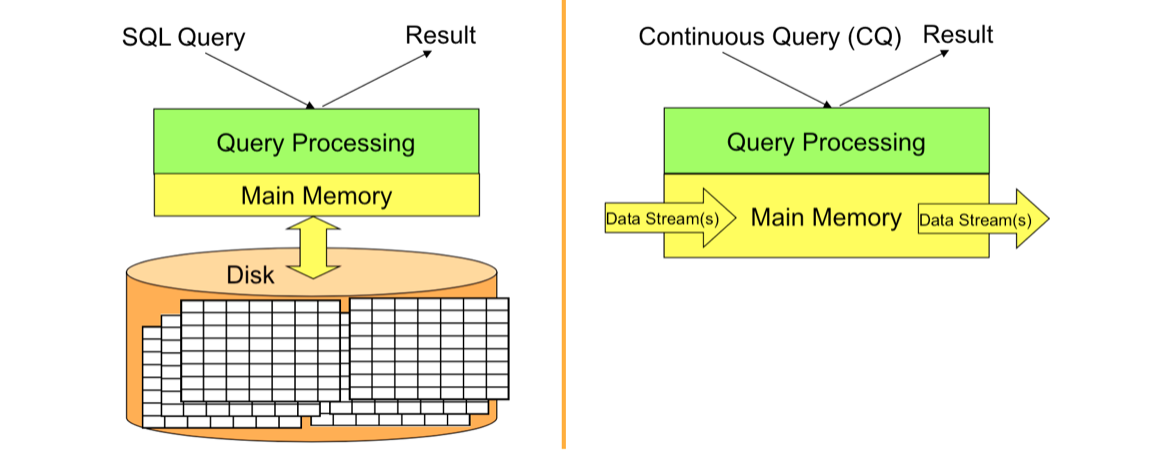 SQL Query
Result
Query Processing
Main Memory
Disk
Continuous Query (CQ)
Result
Query Processing
Data Stream(s)
Main Memory
Data Stream(s)